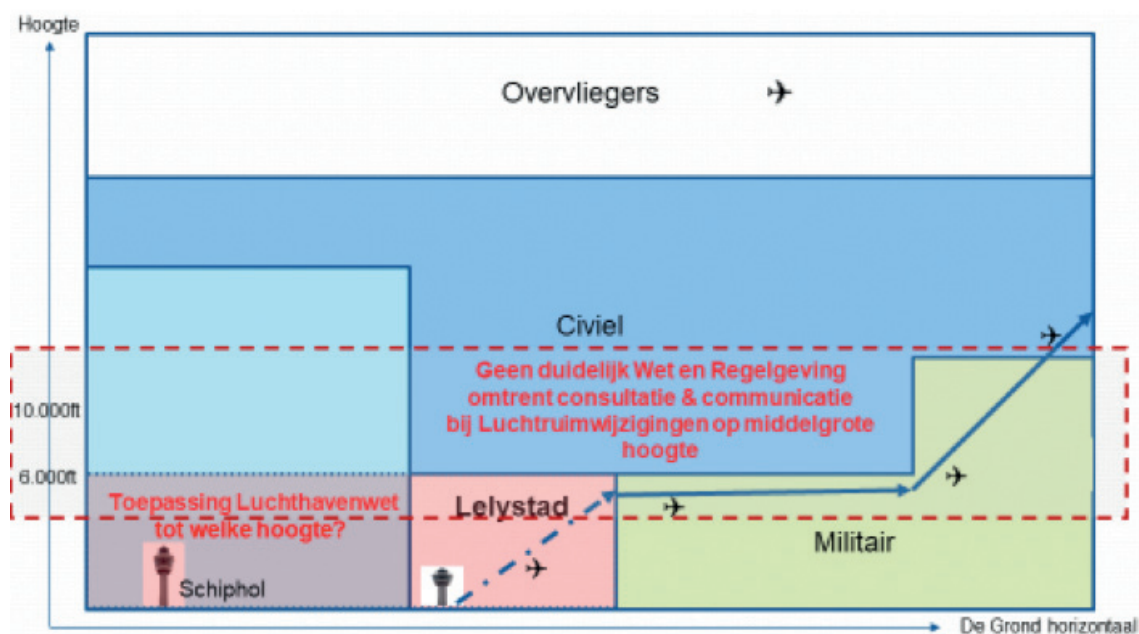 Hoogte
Overvliegers
Civiel
Geen duidelijk Wet en Regelgeving
omtrent consultatie & communicatie
bij Luchtruimwijzigingen op middelgrote
hoogte
10.000ft
6.000ft
Toepassing Luchthavenwet
tot welke hoogte?
Lelystad
Militair
Schiphol
De Grond horizontaal